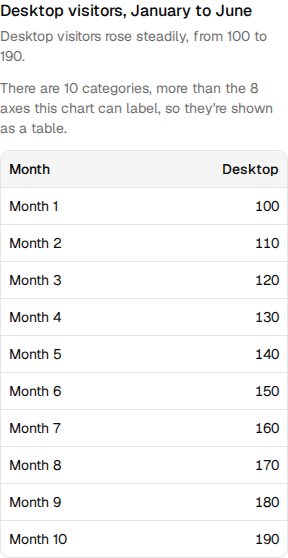 Desktop visitors, January to June
Desktop visitors rose steadily, from 100 to
190.
There are 10 categories, more than the 8
axes this chart can label, so they're shown
as a table.
Month Desktop
Month 1 100
Month 2 110
Month 3 120
Month 4 130
Month 5 140
Month 6 150
Month 7 160
Month 8 170
Month 9 180
Month 10 190